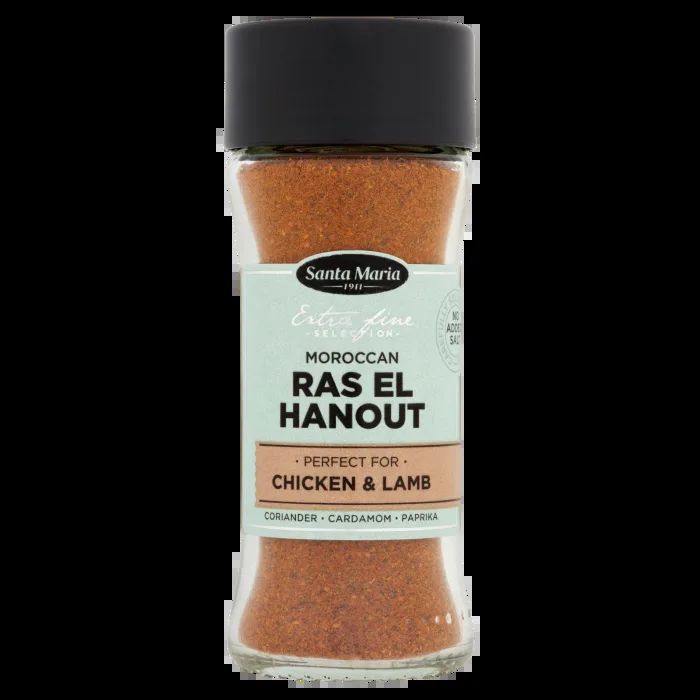 Santa Maria
1911
Extra fine
· SELECTION ·
MOROCCAN
RAS EL
HANOUT
· PERFECT FOR ·
CHICKEN & LAMB
CORIANDER · CARDAMOM · PAPRIKA
NO
ADDED
SALT
CAREFULLY